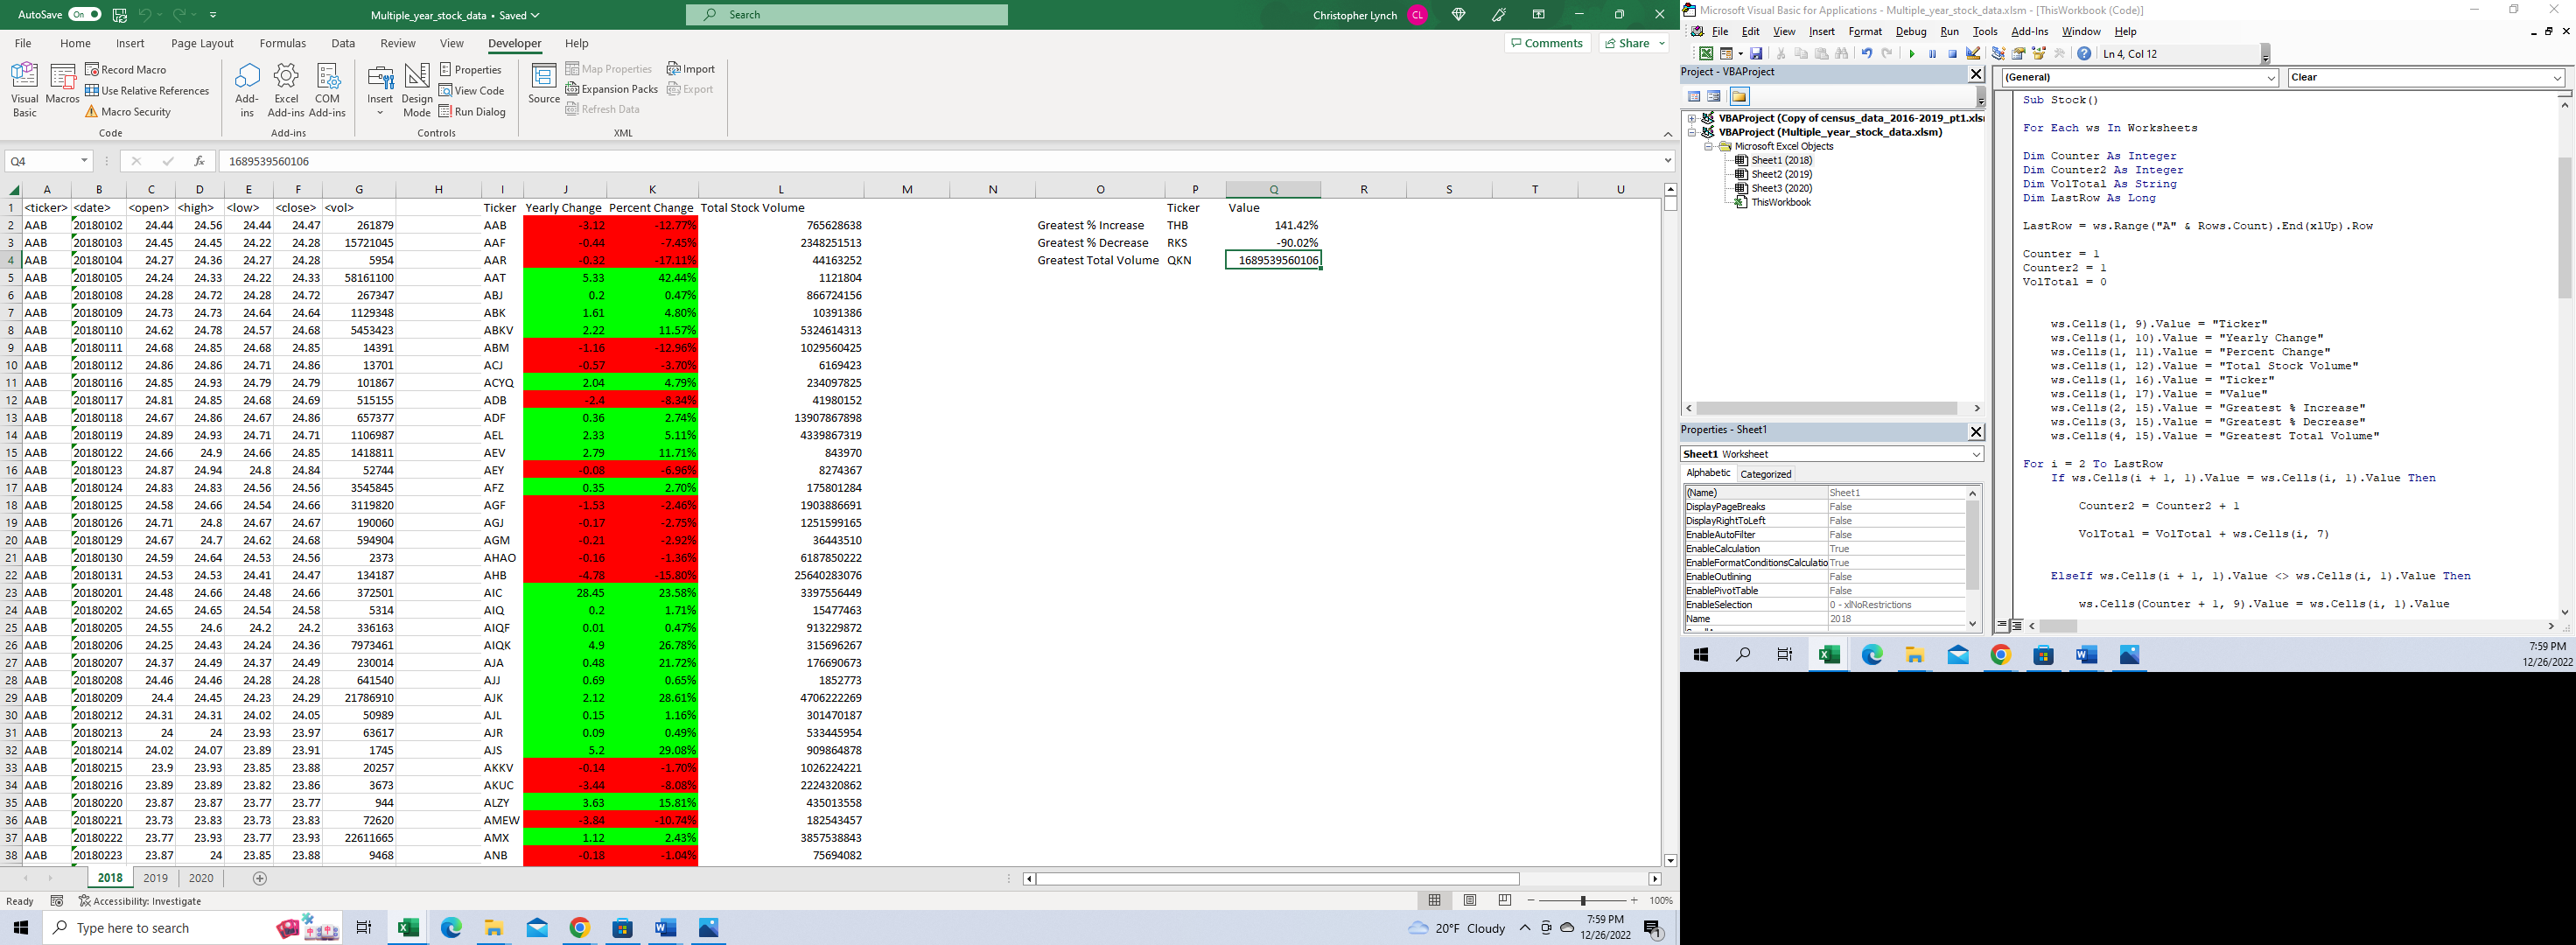 AutoSave On Multiple_year_stock_data • Saved Search Christopher Lynch CL
File Home Insert Page Layout Formulas Data Review View Developer Help Comments Share
Visual Basic Macros Record Macro Use Relative References Macro Security Code
Add-ins Excel Add-ins COM Add-ins Add-ins
Insert Design Mode Properties View Code Run Dialog Controls
Source Map Properties Expansion Packs Refresh Data Import Export XML
Q4 fx 1689539560106
A B C D E F G H I J K L M N O P Q R S T U
1 <ticker> <date> <open> <high> <low> <close> <vol> Ticker Yearly Change Percent Change Total Stock Volume Ticker Value
2 AAB 20180102 24.44 24.56 24.44 24.47 261879 AAB -3.12 -12.77% 765628638 Greatest % Increase THB 141.42%
3 AAB 20180103 24.45 24.45 24.22 24.28 15721045 AAF -0.44 -7.45% 2348251513 Greatest % Decrease RKS -90.02%
4 AAB 20180104 24.27 24.36 24.27 24.28 5954 AAR -0.32 -17.11% 44163252 Greatest Total Volume QKN 1689539560106
5 AAB 20180105 24.24 24.33 24.22 24.33 58161100 AAT 5.33 42.44% 1121804
6 AAB 20180108 24.28 24.72 24.28 24.72 267347 ABJ 0.2 0.47% 866724156
7 AAB 20180109 24.73 24.73 24.64 24.64 1129348 ABK 1.61 4.80% 10391386
8 AAB 20180110 24.62 24.78 24.57 24.68 5453423 ABKV 2.22 11.57% 5324614313
9 AAB 20180111 24.68 24.85 24.68 24.85 14391 ABM -1.16 -12.96% 1029560425
10 AAB 20180112 24.86 24.86 24.71 24.86 13701 ACJ -0.57 -3.70% 6169423
11 AAB 20180116 24.85 24.93 24.79 24.79 101867 ACYQ 2.04 4.79% 234097825
12 AAB 20180117 24.81 24.85 24.68 24.69 515155 ADB -2.4 -8.34% 41980152
13 AAB 20180118 24.67 24.86 24.67 24.86 657377 ADF 0.36 2.74% 13907867898
14 AAB 20180119 24.89 24.93 24.71 24.71 1106987 AEL 2.33 5.11% 4339867319
15 AAB 20180122 24.66 24.9 24.66 24.85 1418811 AEV 2.79 11.71% 843970
16 AAB 20180123 24.87 24.94 24.8 24.84 52744 AEY -0.08 -6.96% 8274367
17 AAB 20180124 24.83 24.83 24.56 24.56 3545845 AFZ 0.35 2.70% 175801284
18 AAB 20180125 24.58 24.66 24.54 24.66 3119820 AGF -1.53 -2.46% 1903886691
19 AAB 20180126 24.71 24.8 24.67 24.67 190060 AGJ -0.17 -2.75% 1251599165
20 AAB 20180129 24.67 24.7 24.62 24.68 594904 AGM -0.21 -2.92% 36443510
21 AAB 20180130 24.59 24.64 24.53 24.56 2373 AHAO -0.16 -1.36% 6187850222
22 AAB 20180131 24.53 24.53 24.41 24.47 134187 AHB -4.78 -15.80% 25640283076
23 AAB 20180201 24.48 24.66 24.48 24.66 372501 AIC 28.45 23.58% 3397556449
24 AAB 20180202 24.65 24.65 24.54 24.58 5314 AIQ 0.2 1.71% 15477463
25 AAB 20180205 24.55 24.6 24.2 24.2 336163 AIQF 0.01 0.47% 913229872
26 AAB 20180206 24.25 24.43 24.24 24.36 7973461 AIQK 4.9 26.78% 315696267
27 AAB 20180207 24.37 24.49 24.37 24.49 230014 AJA 0.48 21.72% 176690673
28 AAB 20180208 24.46 24.46 24.28 24.28 641540 AJJ 0.69 0.65% 1852773
29 AAB 20180209 24.4 24.45 24.23 24.29 21786910 AJK 2.12 28.61% 4706222269
30 AAB 20180212 24.31 24.31 24.02 24.05 50989 AJL 0.15 1.16% 301470187
31 AAB 20180213 24 24 23.93 23.97 63617 AJR 0.09 0.49% 533445954
32 AAB 20180214 24.02 24.07 23.89 23.91 1745 AJS 5.2 29.08% 909864878
33 AAB 20180215 23.9 23.93 23.85 23.88 20257 AKKV -0.14 -1.70% 1026224221
34 AAB 20180216 23.89 23.89 23.82 23.86 3673 AKUC -3.44 -8.08% 2224320862
35 AAB 20180220 23.87 23.87 23.77 23.77 944 ALZY 3.63 15.81% 435013558
36 AAB 20180221 23.73 23.83 23.73 23.83 72620 AMEW -3.84 -10.74% 182543457
37 AAB 20180222 23.77 23.93 23.77 23.93 22611665 AMX 1.12 2.43% 3857538843
38 AAB 20180223 23.87 24 23.85 23.88 9468 ANB -0.18 -1.04% 75694082
2018 2019 2020
Ready Accessibility: Investigate 100%
Type here to search 20°F Cloudy 7:59 PM 12/26/2022 1
Microsoft Visual Basic for Applications - Multiple_year_stock_data.xlsm - [ThisWorkbook (Code)]
File Edit View Insert Format Debug Run Tools Add-Ins Window Help
Ln 4, Col 12
Project - VBAProject
VBAProject (Copy of census_data_2016-2019_pt1.xls
VBAProject (Multiple_year_stock_data.xlsm)
Microsoft Excel Objects
Sheet1 (2018)
Sheet2 (2019)
Sheet3 (2020)
ThisWorkbook
Properties - Sheet1
Sheet1 Worksheet
Alphabetic Categorized
(Name) Sheet1
DisplayPageBreaks False
DisplayRightToLeft False
EnableAutoFilter False
EnableCalculation True
EnableFormatConditionsCalculatio True
EnableOutlining False
EnablePivotTable False
EnableSelection 0 - xlNoRestrictions
Name 2018
(General) Clear
Sub Stock()
For Each ws In Worksheets
Dim Counter As Integer
Dim Counter2 As Integer
Dim VolTotal As String
Dim LastRow As Long
LastRow = ws.Range("A" & Rows.Count).End(xlUp).Row
Counter = 1
Counter2 = 1
VolTotal = 0
ws.Cells(1, 9).Value = "Ticker"
ws.Cells(1, 10).Value = "Yearly Change"
ws.Cells(1, 11).Value = "Percent Change"
ws.Cells(1, 12).Value = "Total Stock Volume"
ws.Cells(1, 16).Value = "Ticker"
ws.Cells(1, 17).Value = "Value"
ws.Cells(2, 15).Value = "Greatest % Increase"
ws.Cells(3, 15).Value = "Greatest % Decrease"
ws.Cells(4, 15).Value = "Greatest Total Volume"
For i = 2 To LastRow
If ws.Cells(i + 1, 1).Value = ws.Cells(i, 1).Value Then
Counter2 = Counter2 + 1
VolTotal = VolTotal + ws.Cells(i, 7)
ElseIf ws.Cells(i + 1, 1).Value <> ws.Cells(i, 1).Value Then
ws.Cells(Counter + 1, 9).Value = ws.Cells(i, 1).Value
7:59 PM
12/26/2022